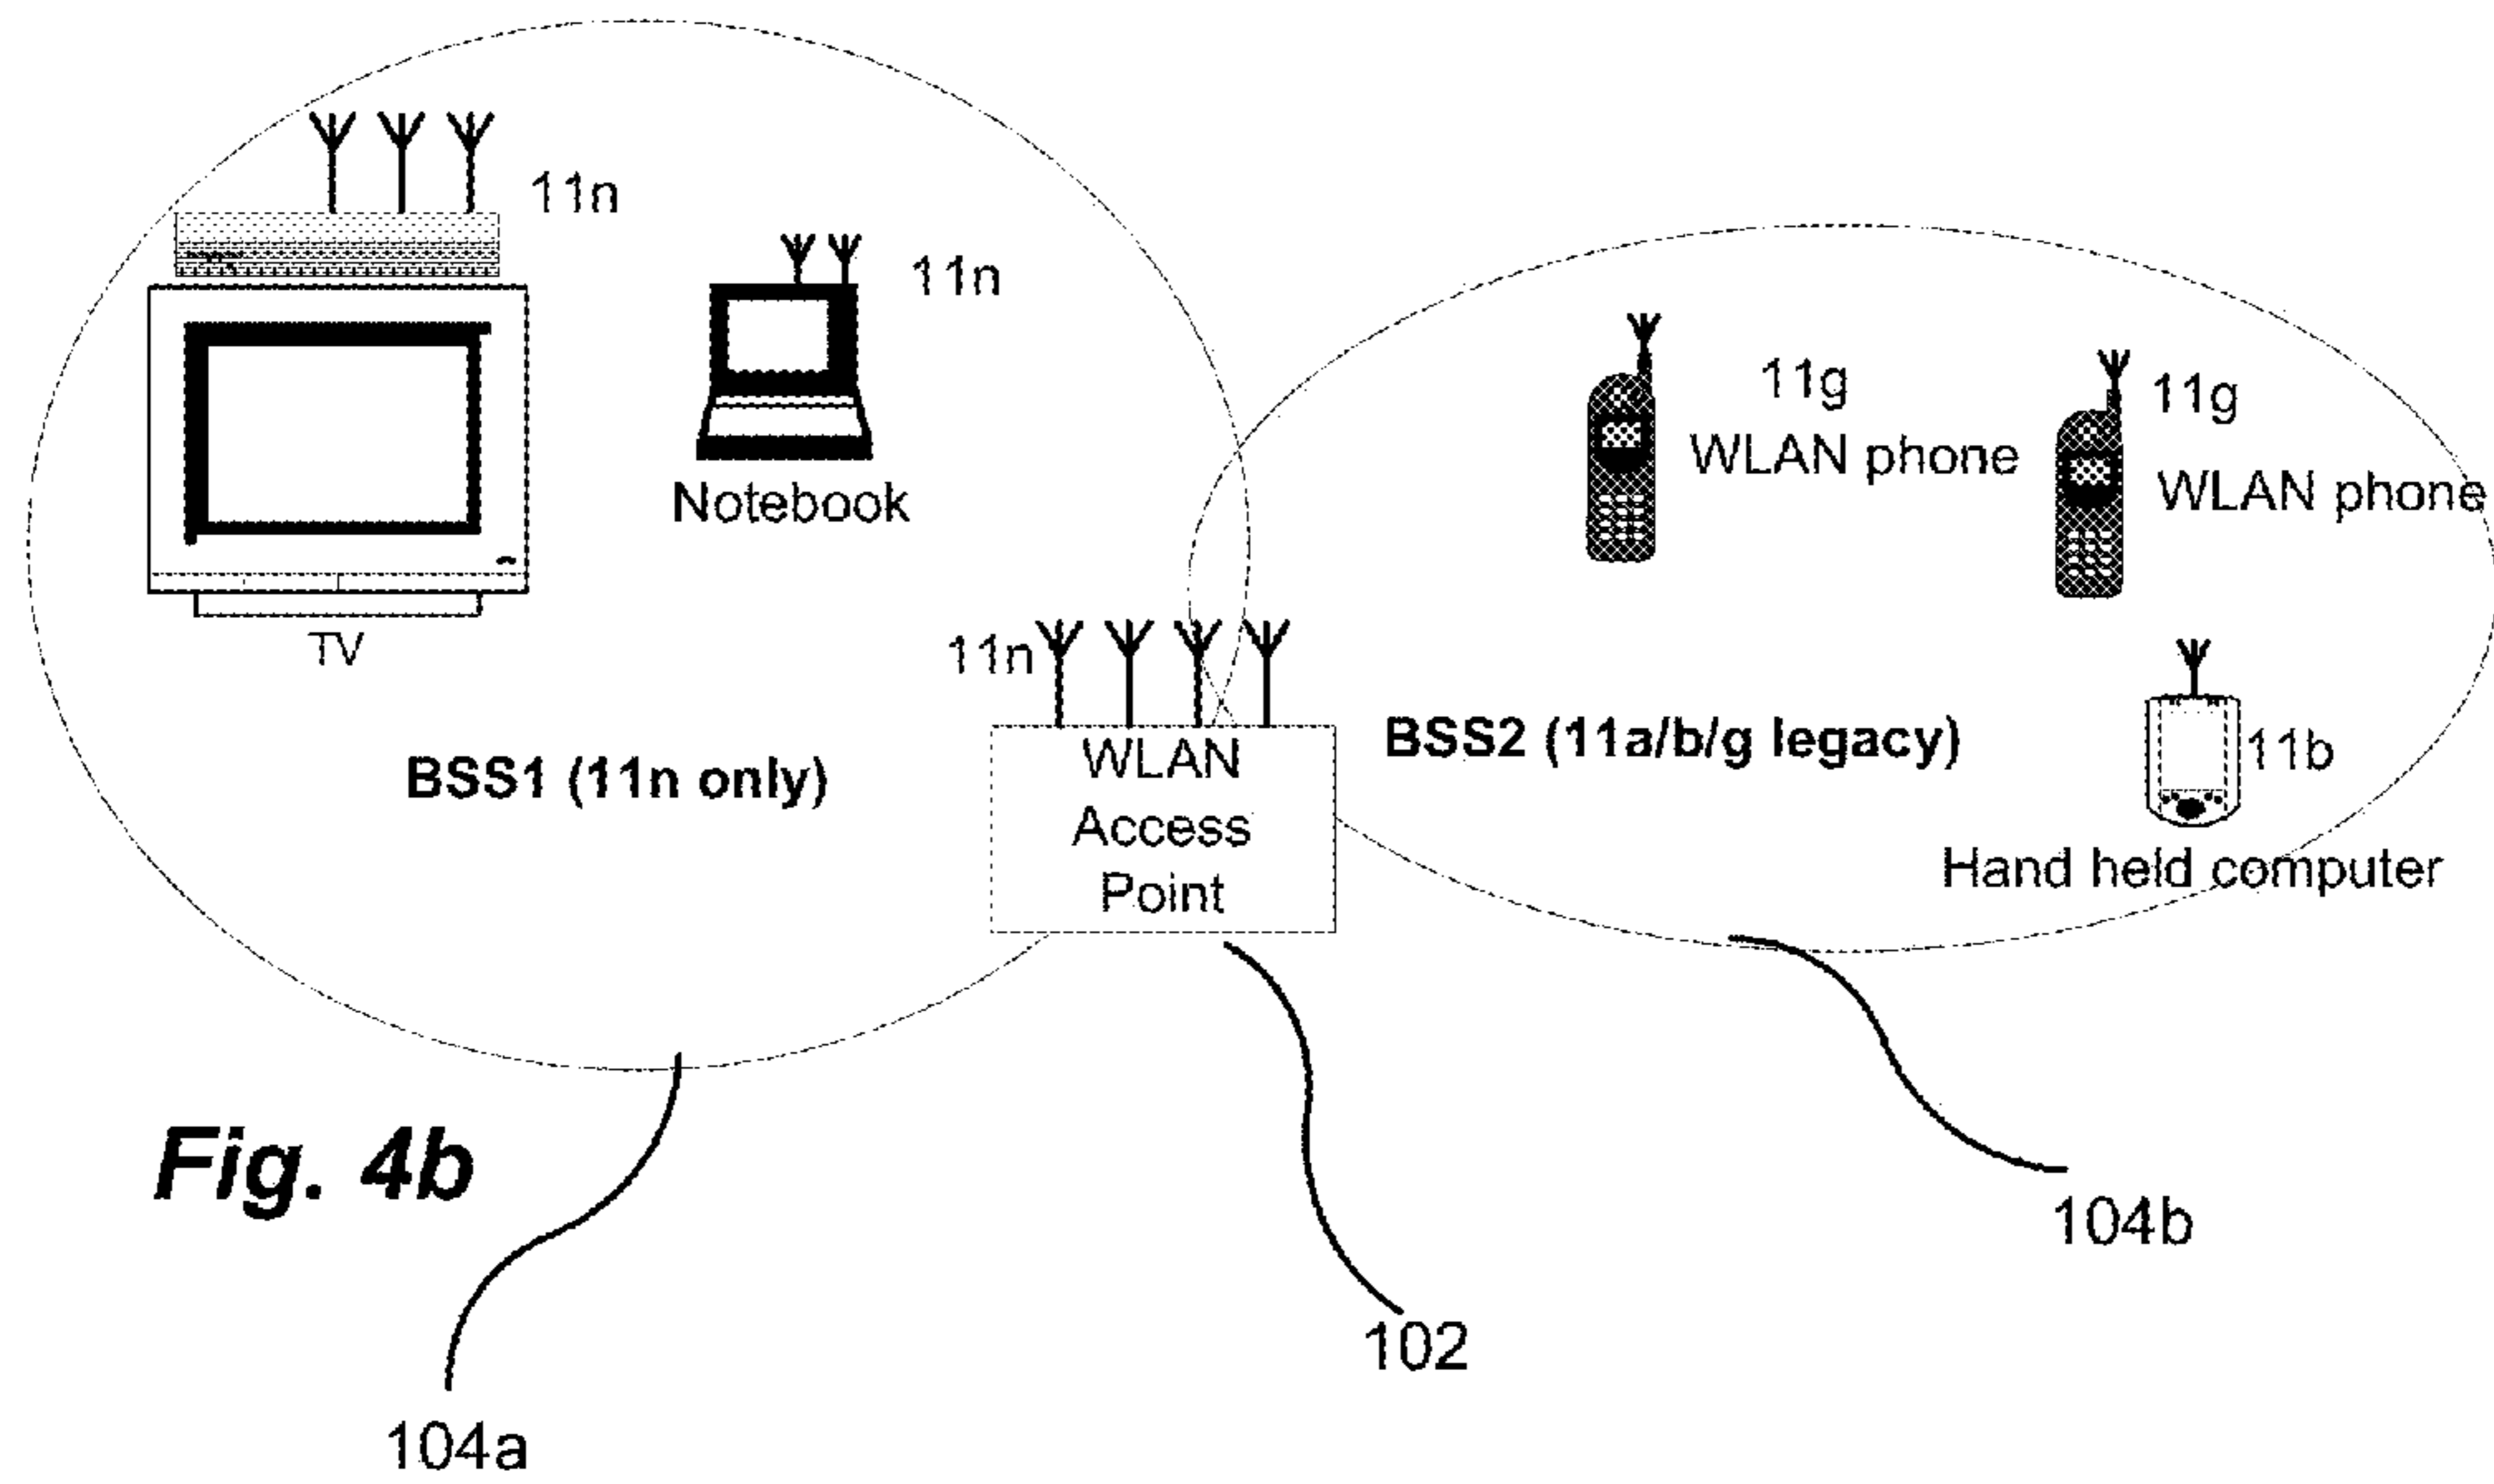 11n
11n
11g
WLAN phone
11g
WLAN phone
Notebook
TV
11n
BSS1 (11n only)
WLAN
Access
Point
BSS2 (11a/b/g legacy)
11b
Hand held computer
Fig. 4b
104b
102
104a